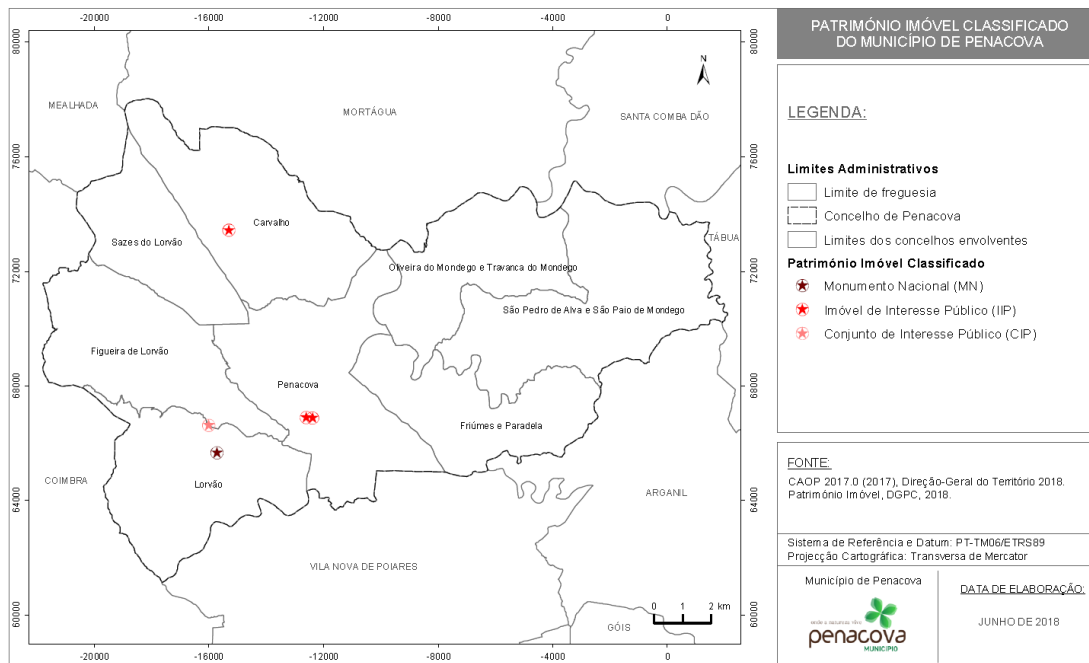 PATRIMÓNIO IMÓVEL CLASSIFICADO
DO MUNICÍPIO DE PENACOVA
-20000 -16000 -12000 -8000 -4000 0
80000
76000
72000
68000
64000
60000
80000
76000
72000
68000
64000
60000
-20000 -16000 -12000 -8000 -4000 0
N
MEALHADA
MORTÁGUA
SANTA COMBA DÃO
TÁBUA
Carvalho
Sazes do Lorvão
Oliveira do Mondego e Travanca do Mondego
São Pedro de Alva e São Paio de Mondego
Figueira de Lorvão
Penacova
Friúmes e Paradela
Lorvão
COIMBRA
ARGANIL
VILA NOVA DE POIARES
GÓIS
0 1 2 km
LEGENDA:
Limites Administrativos
Limite de freguesia
Concelho de Penacova
Limites dos concelhos envolventes
Património Imóvel Classificado
Monumento Nacional (MN)
Imóvel de Interesse Público (IIP)
Conjunto de Interesse Público (CIP)
FONTE:
CAOP 2017.0 (2017), Direção-Geral do Território 2018.
Património Imóvel, DGPC, 2018.
Sistema de Referência e Datum: PT-TM06/ETRS89
Projecção Cartográfica: Transversa de Mercator
Município de Penacova
penacova
MUNICÍPIO
DATA DE ELABORAÇÃO:
JUNHO DE 2018